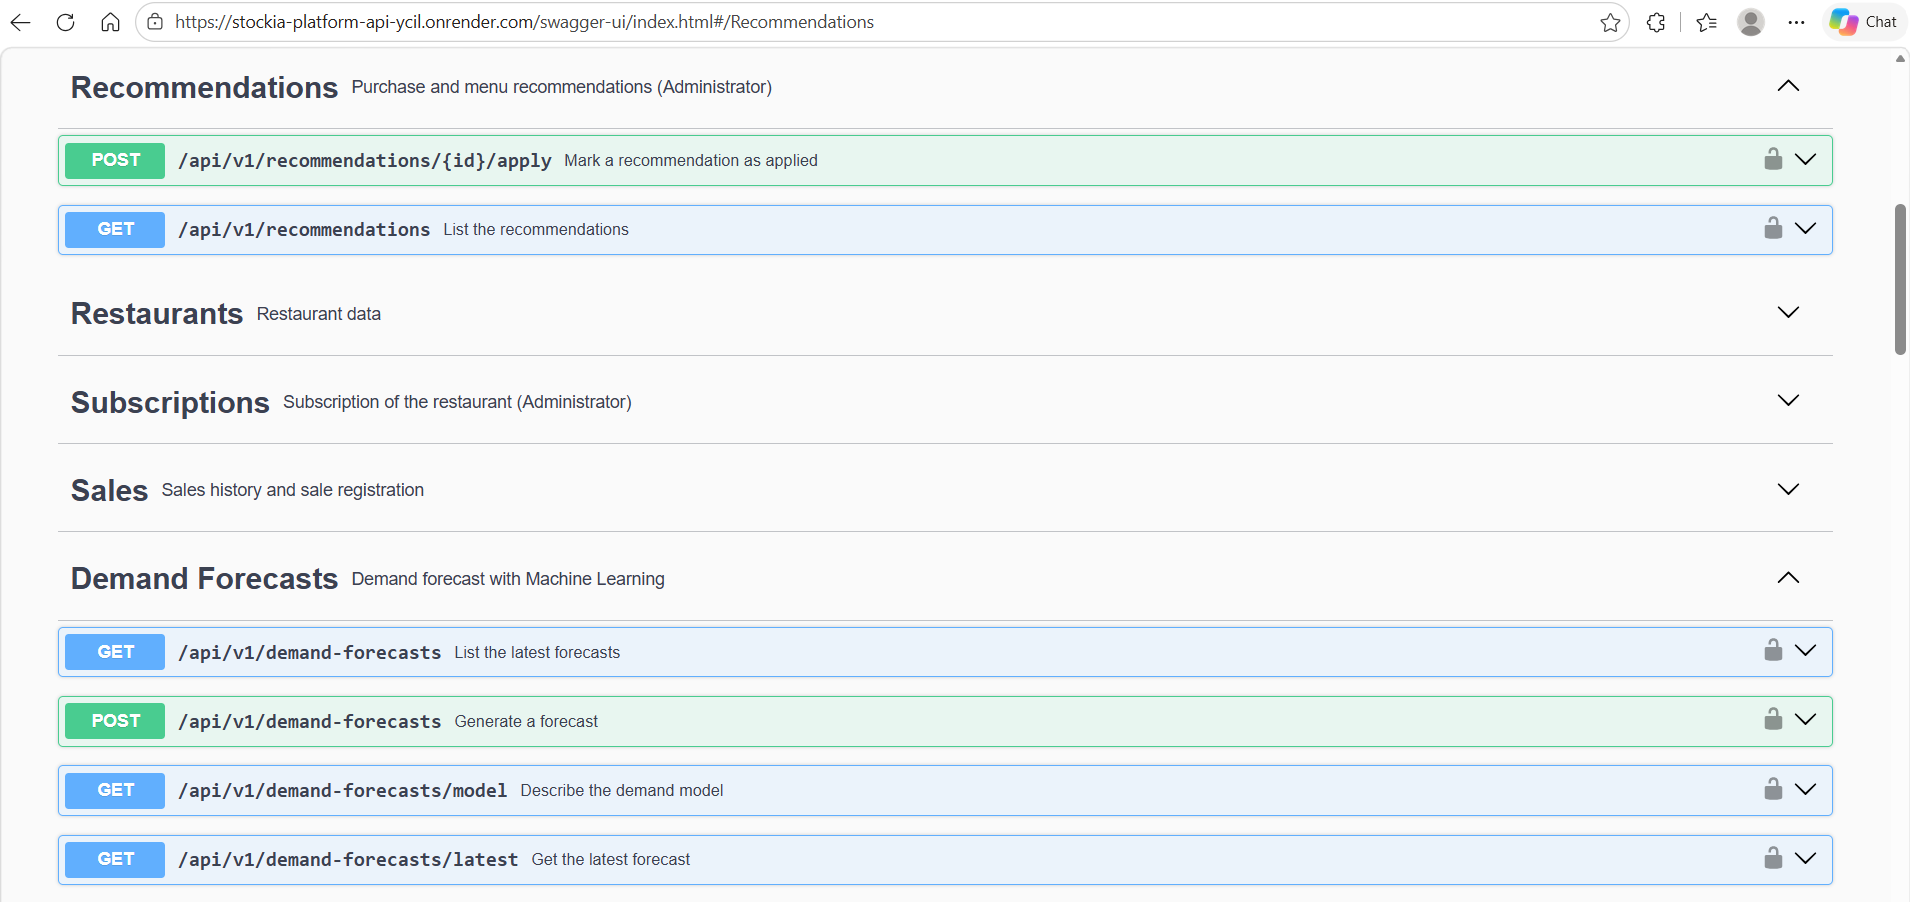 https://stockia-platform-api-ycil.onrender.com/swagger-ui/index.html#/Recommendations
Chat
Recommendations Purchase and menu recommendations (Administrator)
POST /api/v1/recommendations/{id}/apply Mark a recommendation as applied
GET /api/v1/recommendations List the recommendations
Restaurants Restaurant data
Subscriptions Subscription of the restaurant (Administrator)
Sales Sales history and sale registration
Demand Forecasts Demand forecast with Machine Learning
GET /api/v1/demand-forecasts List the latest forecasts
POST /api/v1/demand-forecasts Generate a forecast
GET /api/v1/demand-forecasts/model Describe the demand model
GET /api/v1/demand-forecasts/latest Get the latest forecast